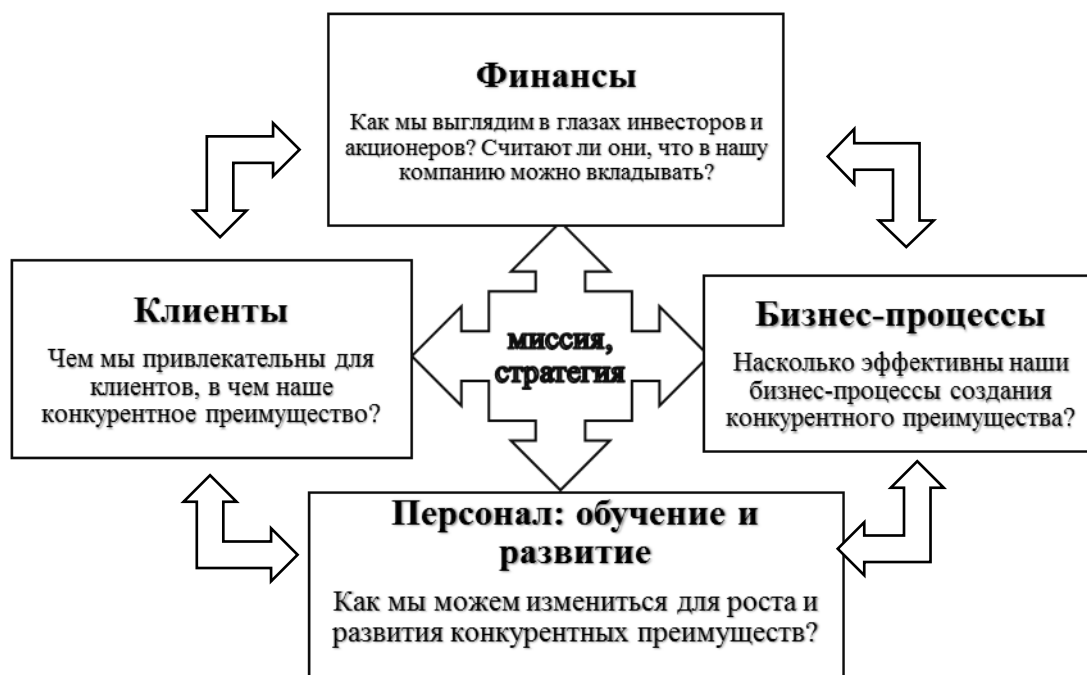 Финансы
Как мы выглядим в глазах инвесторов и
акционеров? Считают ли они, что в нашу
компанию можно вкладывать?
Клиенты
Чем мы привлекательны для
клиентов, в чем наше
конкурентное преимущество?
миссия,
стратегия
Бизнес-процессы
Насколько эффективны наши
бизнес-процессы создания
конкурентного преимущества?
Персонал: обучение и
развитие
Как мы можем измениться для роста и
развития конкурентных преимуществ?